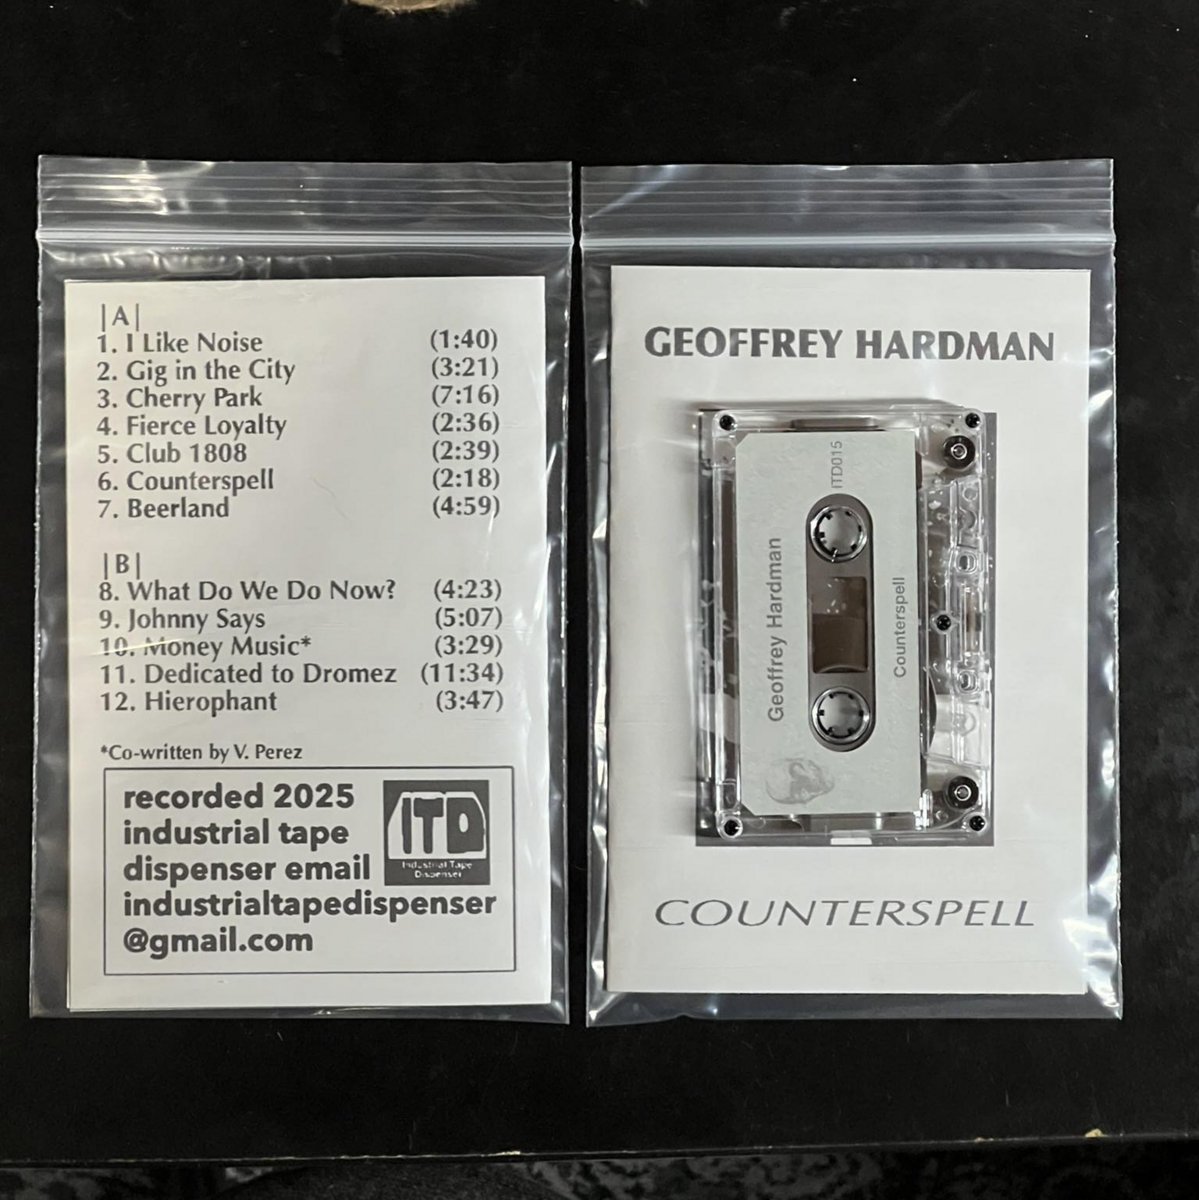 |A|
1. I Like Noise (1:40)
2. Gig in the City (3:21)
3. Cherry Park (7:16)
4. Fierce Loyalty (2:36)
5. Club 1808 (2:39)
6. Counterspell (2:18)
7. Beerland (4:59)
|B|
8. What Do We Do Now? (4:23)
9. Johnny Says (5:07)
10. Money Music* (3:29)
11. Dedicated to Dromez (11:34)
12. Hierophant (3:47)
*Co-written by V. Perez
recorded 2025
industrial tape
dispenser email
industrialtapedispenser
@gmail.com
ITD
Industrial Tape
Dispenser
GEOFFREY HARDMAN
ITD015
Geoffrey Hardman
Counterspell
COUNTERSPELL